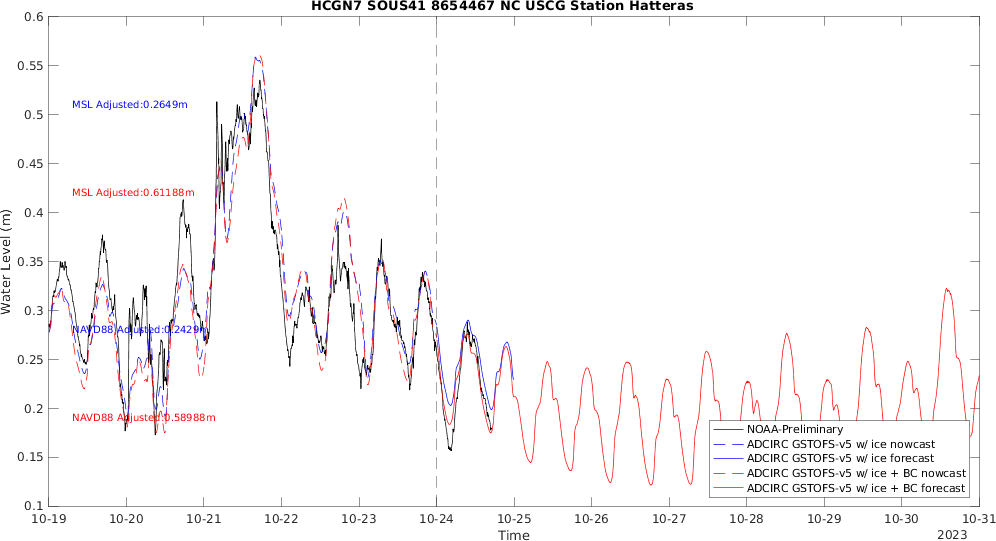 HCGN7 SOUS41 8654467 NC USCG Station Hatteras
Water Level (m)
0.6
0.55
0.5
0.45
0.4
0.35
0.3
0.25
0.2
0.15
0.1
MSL Adjusted:0.2649m
MSL Adjusted:0.61188m
NAVD88 Adjusted:0.2429m
NAVD88 Adjusted:0.58988m
NOAA-Preliminary
ADCIRC GSTOFS-v5 w/ ice nowcast
ADCIRC GSTOFS-v5 w/ ice forecast
ADCIRC GSTOFS-v5 w/ ice + BC nowcast
ADCIRC GSTOFS-v5 w/ ice + BC forecast
10-19 10-20 10-21 10-22 10-23 10-24 10-25 10-26 10-27 10-28 10-29 10-30 10-31
Time
2023